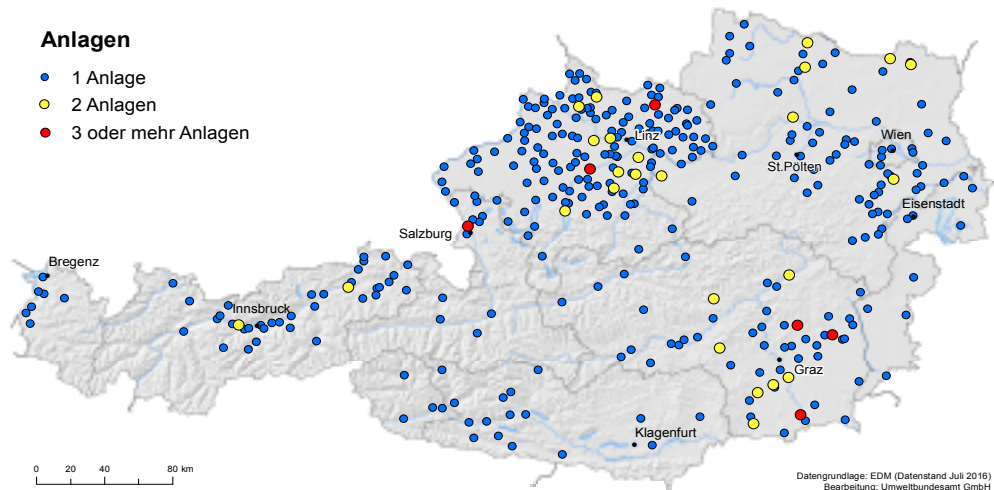 Anlagen
1 Anlage
2 Anlagen
3 oder mehr Anlagen
Linz
Wien
St.Pölten
Eisenstadt
Salzburg
Bregenz
Innsbruck
Graz
Klagenfurt
0 20 40 80 km
Datengrundlage: EDM (Datenstand Juli 2016)
Bearbeitung: Umweltbundesamt GmbH